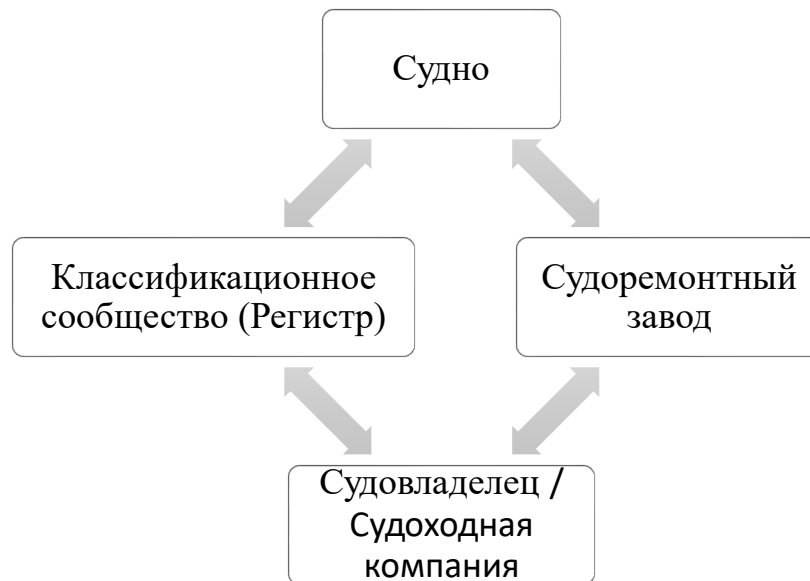 Судно
Классификационное
сообщество (Регистр)
Судоремонтный
завод
Судовладелец /
Судоходная
компания